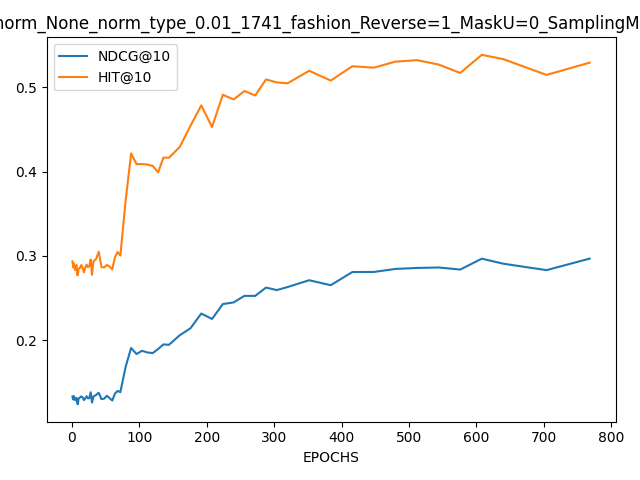 norm_None_norm_type_0.01_1741_fashion_Reverse=1_MaskU=0_SamplingM
NDCG@10
HIT@10
0.5
0.4
0.3
0.2
0 100 200 300 400 500 600 700 800
EPOCHS